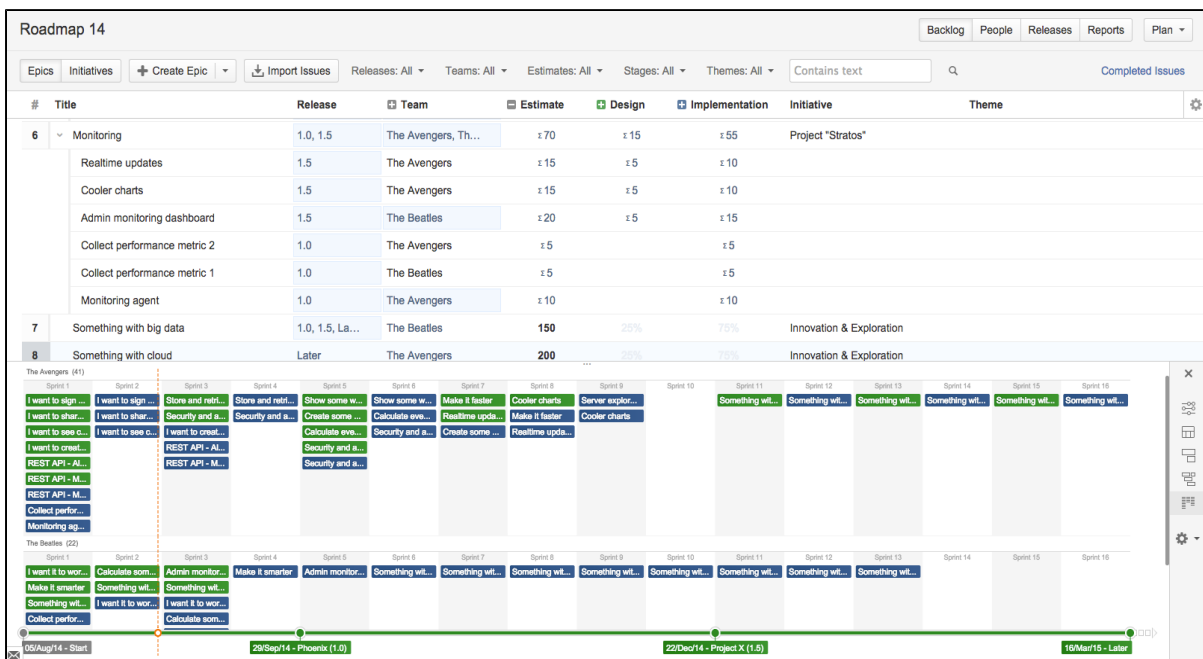 Roadmap 14 Backlog People Releases Reports Plan
Epics Initiatives Create Epic Import Issues Releases: All Teams: All Estimates: All Stages: All Themes: All Contains text Completed Issues
# Title Release Team Estimate Design Implementation Initiative Theme
6 Monitoring 1.0, 1.5 The Avengers, Th... Σ70 Σ15 Σ55 Project "Stratos"
Realtime updates 1.5 The Avengers Σ15 Σ5 Σ10
Cooler charts 1.5 The Avengers Σ15 Σ5 Σ10
Admin monitoring dashboard 1.5 The Beatles Σ20 Σ5 Σ15
Collect performance metric 2 1.0 The Avengers Σ5 Σ5
Collect performance metric 1 1.0 The Beatles Σ5 Σ5
Monitoring agent 1.0 The Avengers Σ10 Σ10
7 Something with big data 1.0, 1.5, La... The Beatles 150 25% 75% Innovation & Exploration
8 Something with cloud Later The Avengers 200 25% 75% Innovation & Exploration
The Avengers (41)
Sprint 1 Sprint 2 Sprint 3 Sprint 4 Sprint 5 Sprint 6 Sprint 7 Sprint 8 Sprint 9 Sprint 10 Sprint 11 Sprint 12 Sprint 13 Sprint 14 Sprint 15 Sprint 16
I want to sign ... I want to sign ... Store and retri... Store and retri... Show some w... Show some w... Make it faster Cooler charts Server explor... Something wit... Something wit... Something wit... Something wit... Something wit... Something wit...
I want to shar... I want to shar... Security and a... Security and a... Create some ... Calculate eve... Realtime upda... Make it faster Cooler charts
I want to see c... I want to see c... I want to creat... Calculate eve... Security and a... Create some ... Realtime upda...
I want to creat... REST API - Al... Security and a...
REST API - Al... REST API - M... Security and a...
REST API - M...
REST API - M...
Collect perfor...
Monitoring ag...
The Beatles (22)
Sprint 1 Sprint 2 Sprint 3 Sprint 4 Sprint 5 Sprint 6 Sprint 7 Sprint 8 Sprint 9 Sprint 10 Sprint 11 Sprint 12 Sprint 13 Sprint 14 Sprint 15 Sprint 16
I want it to wor... Calculate som... Admin monitor... Make it smarter Admin monitor... Something wit... Something wit... Something wit... Something wit... Something wit... Something wit... Something wit... Something wit...
Make it smarter Something wit... Something wit...
Something wit... I want it to wor... I want it to wor...
Collect perfor... Calculate som...
05/Aug/14 - Start 29/Sep/14 - Phoenix (1.0) 22/Dec/14 - Project X (1.5) 16/Mar/15 - Later